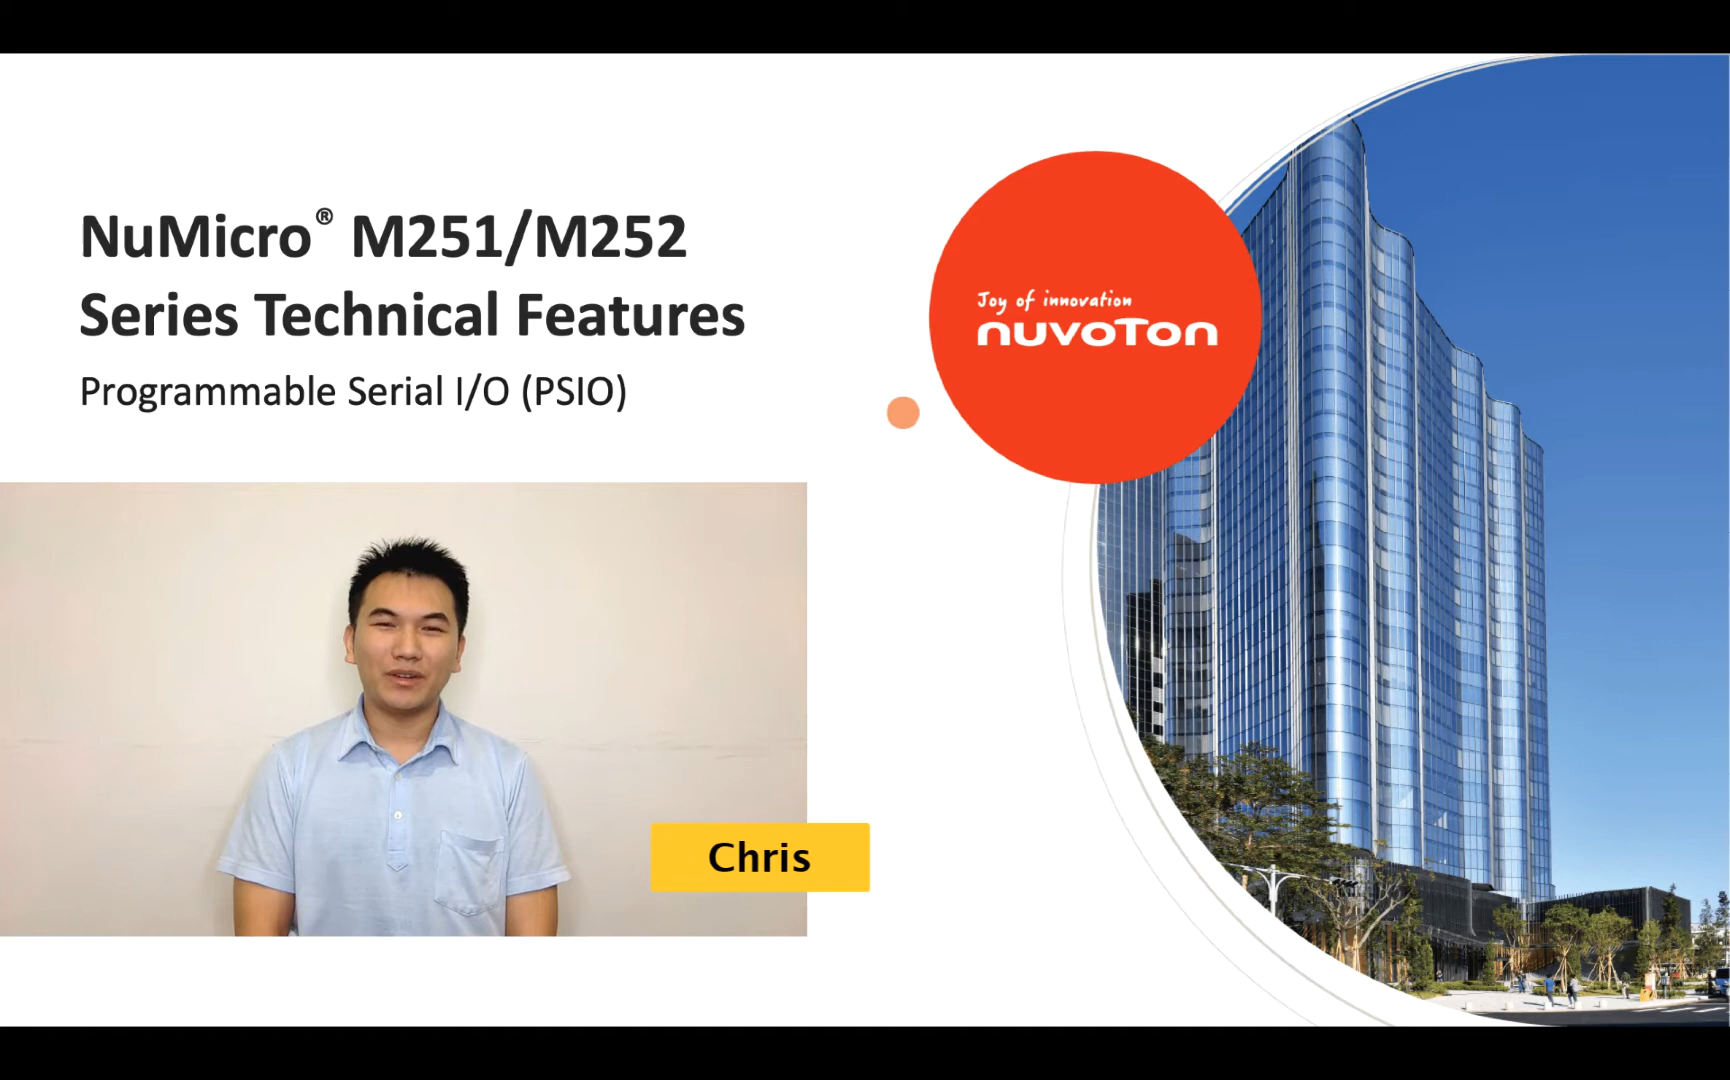 NuMicro® M251/M252
Series Technical Features
Programmable Serial I/O (PSIO)
Joy of innovation
nuvoTon
Chris